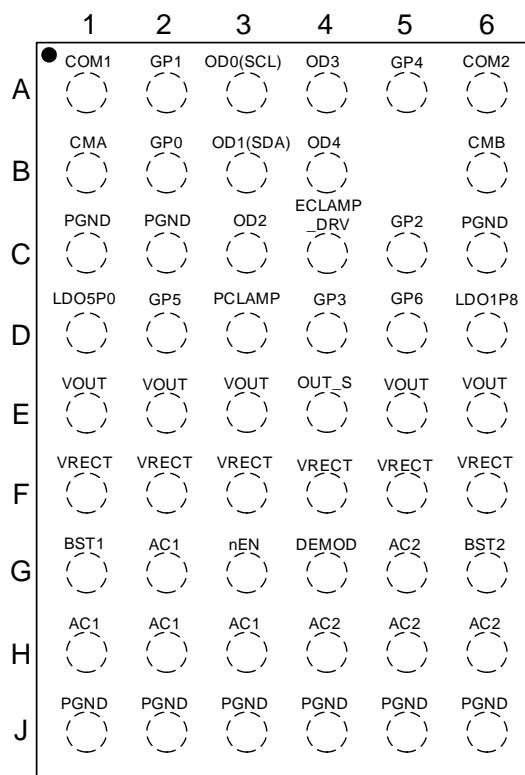 1 2 3 4 5 6
A
COM1 GP1 OD0(SCL) OD3 GP4 COM2
B
CMA GP0 OD1(SDA) OD4 CMB
C
PGND PGND OD2 ECLAMP
_DRV GP2 PGND
D
LDO5P0 GP5 PCLAMP GP3 GP6 LDO1P8
E
VOUT VOUT VOUT OUT_S VOUT VOUT
F
VRECT VRECT VRECT VRECT VRECT VRECT
G
BST1 AC1 nEN DEMOD AC2 BST2
H
AC1 AC1 AC1 AC2 AC2 AC2
J
PGND PGND PGND PGND PGND PGND